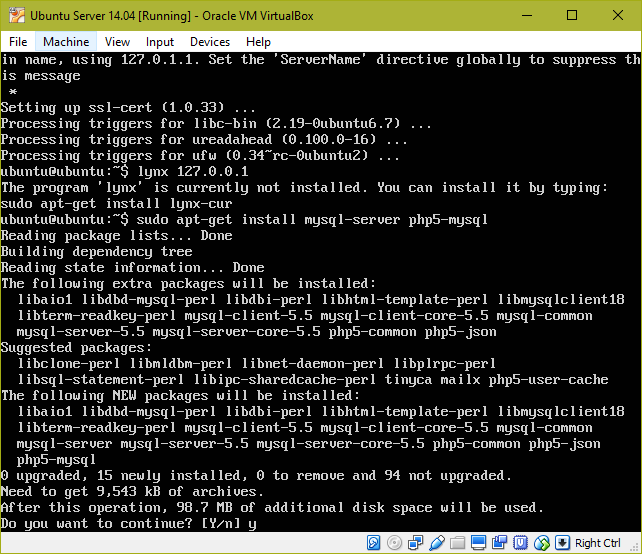 Ubuntu Server 14.04 [Running] - Oracle VM VirtualBox
File Machine View Input Devices Help
in name, using 127.0.1.1. Set the 'ServerName' directive globally to suppress th
is message
 *
Setting up ssl-cert (1.0.33) ...
Processing triggers for libc-bin (2.19-0ubuntu6.7) ...
Processing triggers for ureadahead (0.100.0-16) ...
Processing triggers for ufw (0.34~rc-0ubuntu2) ...
ubuntu@ubuntu:~$ lynx 127.0.0.1
The program 'lynx' is currently not installed. You can install it by typing:
sudo apt-get install lynx-cur
ubuntu@ubuntu:~$ sudo apt-get install mysql-server php5-mysql
Reading package lists... Done
Building dependency tree
Reading state information... Done
The following extra packages will be installed:
  libaio1 libdbd-mysql-perl libdbi-perl libhtml-template-perl libmysqlclient18
  libterm-readkey-perl mysql-client-5.5 mysql-client-core-5.5 mysql-common
  mysql-server-5.5 mysql-server-core-5.5 php5-common php5-json
Suggested packages:
  libclone-perl libmldbm-perl libnet-daemon-perl libplrpc-perl
  libsql-statement-perl libipc-sharedcache-perl tinyca mailx php5-user-cache
The following NEW packages will be installed:
  libaio1 libdbd-mysql-perl libdbi-perl libhtml-template-perl libmysqlclient18
  libterm-readkey-perl mysql-client-5.5 mysql-client-core-5.5 mysql-common
  mysql-server mysql-server-5.5 mysql-server-core-5.5 php5-common php5-json
  php5-mysql
0 upgraded, 15 newly installed, 0 to remove and 94 not upgraded.
Need to get 9,543 kB of archives.
After this operation, 98.7 MB of additional disk space will be used.
Do you want to continue? [Y/n] y
Right Ctrl